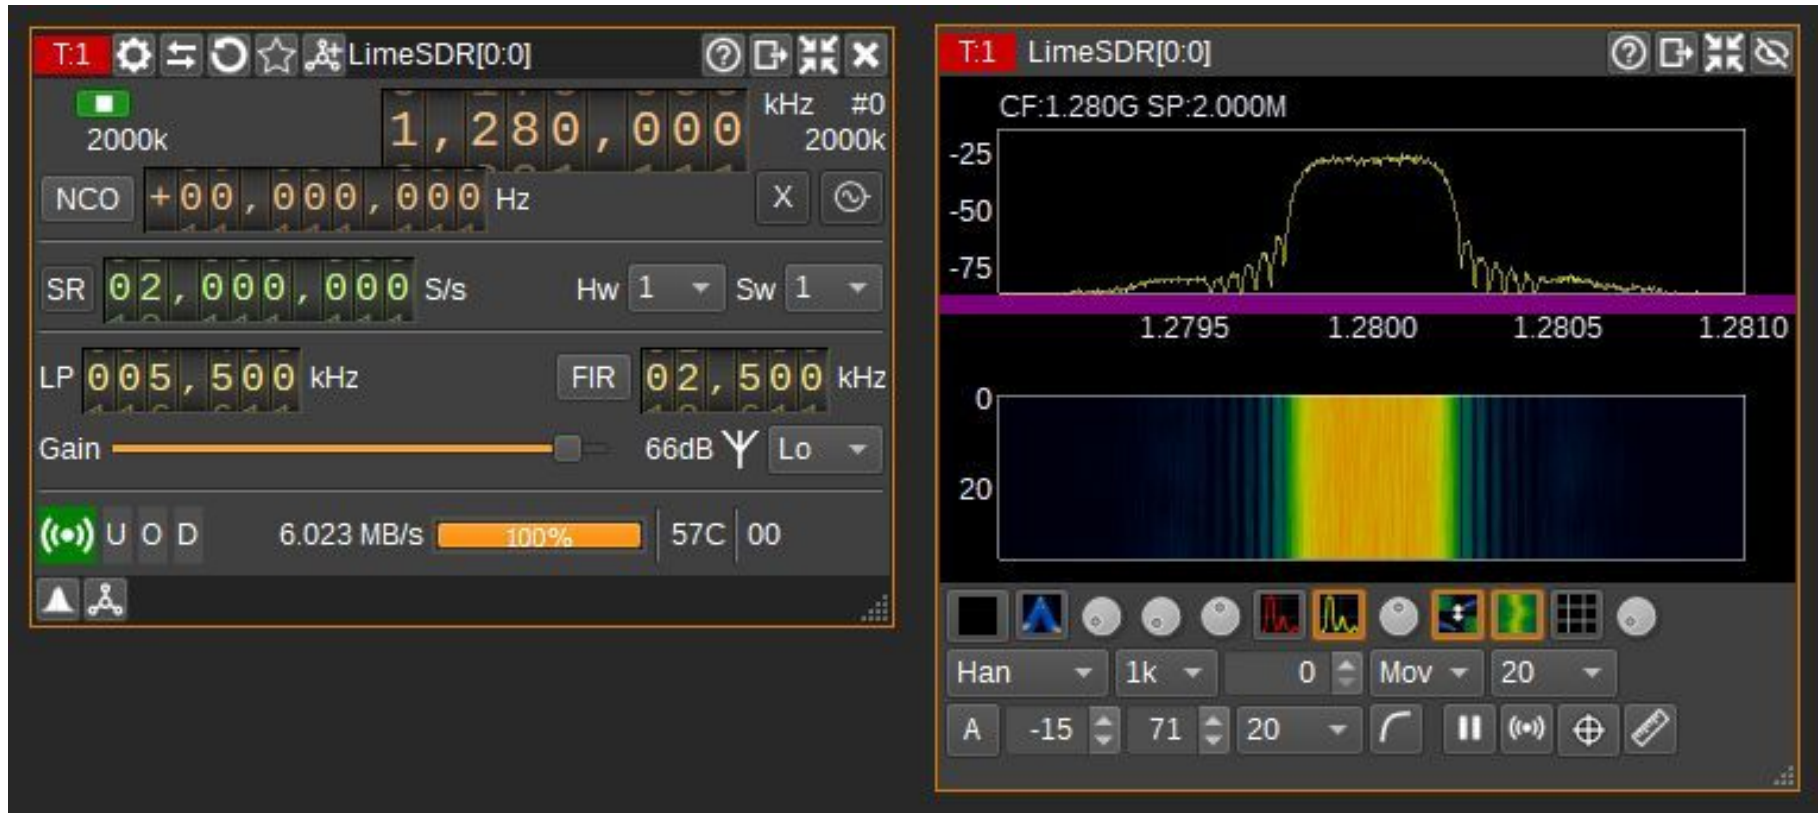 T:1 LimeSDR[0:0]
2000k
1,280,000 kHz #0
2000k
NCO +00,000,000 Hz X
SR 02,000,000 S/s Hw 1 Sw 1
LP 005,500 kHz FIR 02,500 kHz
Gain 66dB Lo
U O D 6.023 MB/s 100% 57C 00
T:1 LimeSDR[0:0]
CF:1.280G SP:2.000M
-25
-50
-75
1.2795 1.2800 1.2805 1.2810
0
20
Han 1k 0 Mov 20
A -15 71 20